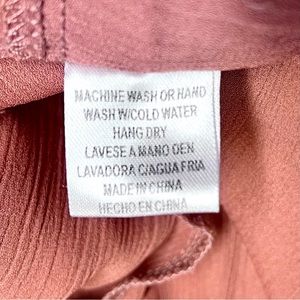 MACHINE WASH OR HAND
WASH W/COLD WATER
HANG DRY
LAVESE A MANO OEN
LAVADORA C/AGUA FRIA
MADE IN CHINA
HECHO EN CHINA